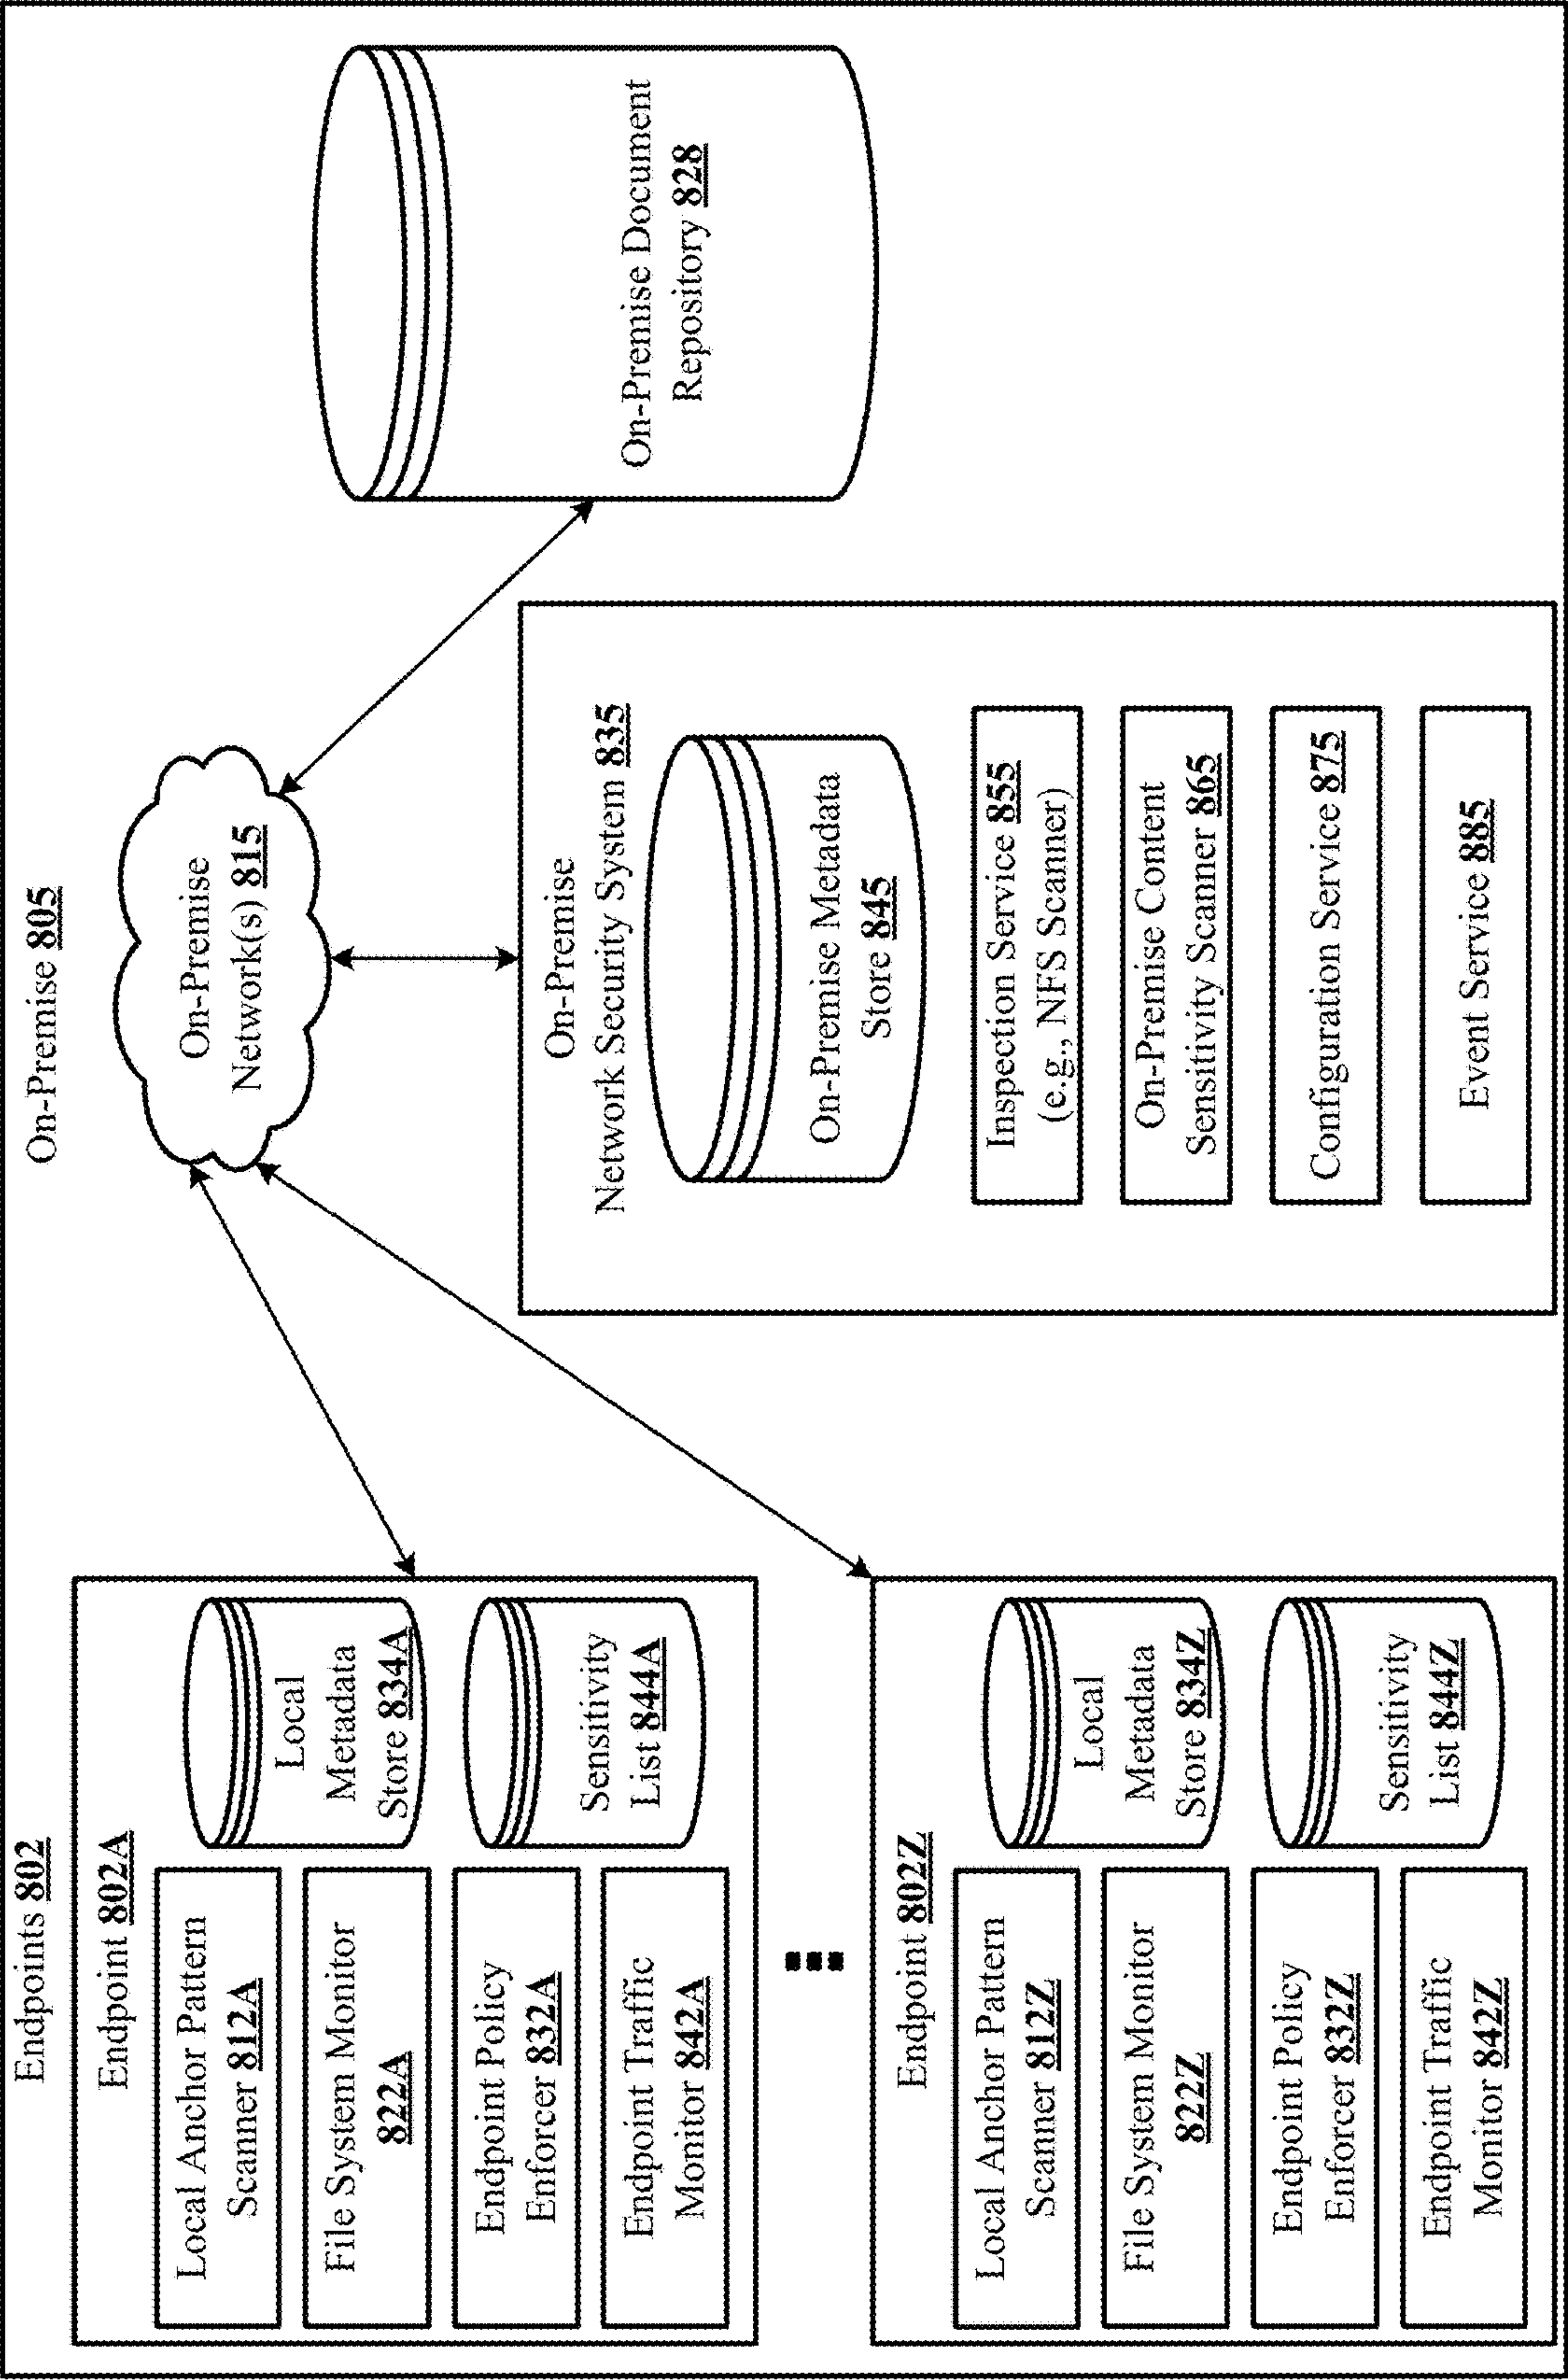 On-Premise 805
Endpoints 802
Endpoint 802A
Local Anchor Pattern
Scanner 812A
File System Monitor
822A
Endpoint Policy
Enforcer 832A
Endpoint Traffic
Monitor 842A
Local
Metadata
Store 834A
Sensitivity
List 844A
Endpoint 802Z
Local Anchor Pattern
Scanner 812Z
File System Monitor
822Z
Endpoint Policy
Enforcer 832Z
Endpoint Traffic
Monitor 842Z
Local
Metadata
Store 834Z
Sensitivity
List 844Z
On-Premise
Network(s) 815
On-Premise
Network Security System 835
On-Premise Metadata
Store 845
Inspection Service 855
(e.g., NFS Scanner)
On-Premise Content
Sensitivity Scanner 865
Configuration Service 875
Event Service 885
On-Premise Document
Repository 828